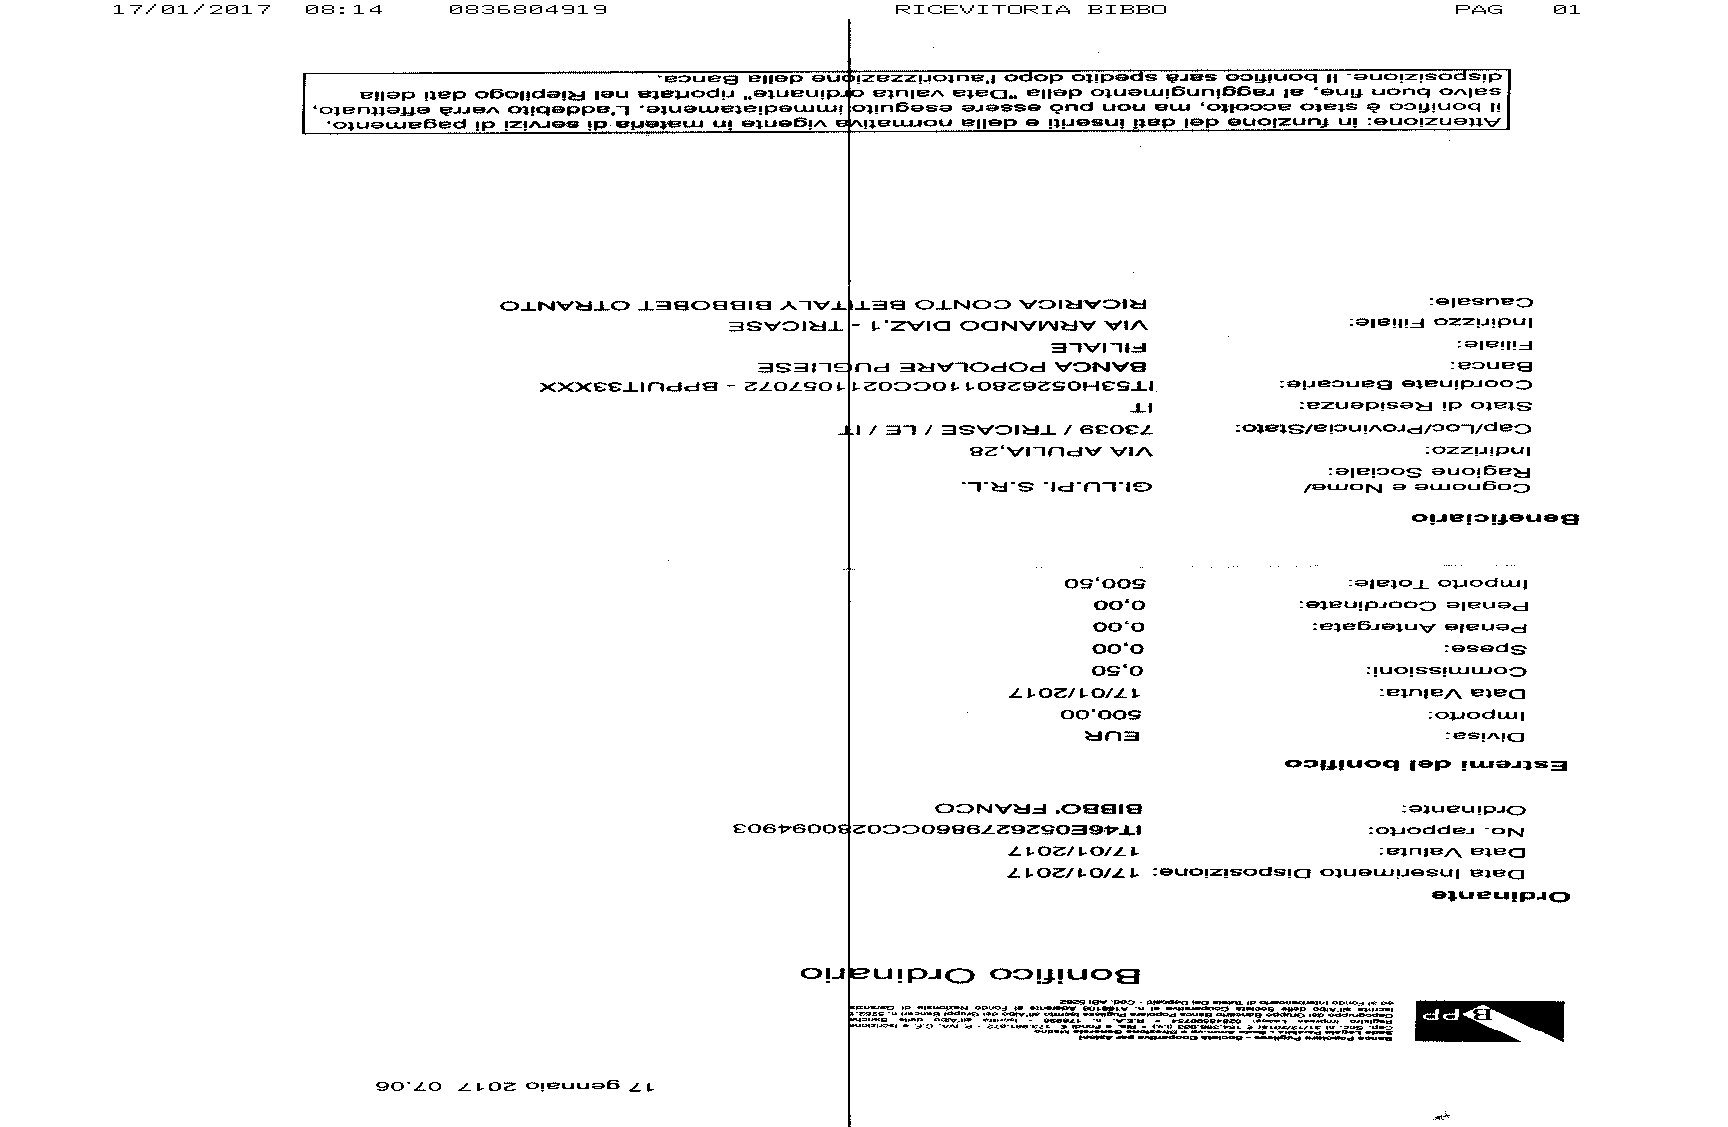 17/01/2017 08:14 0836804919 RICEVITORIA BIBBO PAG 01
17 gennaio 2017 07.06
B PP
Banca Popolare Pugliese - Società Cooperativa per Azioni
Bonifico Ordinario
Ordinante
Data Inserimento Disposizione: 17/01/2017
Data Valuta: 17/01/2017
No. rapporto: IT46E0526279860CC0280094903
Ordinante: BIBBO' FRANCO
Estremi del bonifico
Divisa: EUR
Importo: 500,00
Data Valuta: 17/01/2017
Commissioni: 0,50
Spese: 0,00
Penale Antergata: 0,00
Penale Coordinate: 0,00
Importo Totale: 500,50
Beneficiario
Cognome e Nome/ GI.LU.PI. S.R.L.
Ragione Sociale:
Indirizzo: VIA APULIA,28
Cap/Loc/Provincia/Stato: 73039 / TRICASE / LE / IT
Stato di Residenza: IT
Coordinate Bancarie: IT53H0526280110CC0211057072 - BPPUIT33XXX
Banca: BANCA POPOLARE PUGLIESE
Filiale: FILIALE
Indirizzo Filiale: VIA ARMANDO DIAZ,1 - TRICASE
Causale: RICARICA CONTO BETITALY BIBBOBET OTRANTO
Attenzione: in funzione dei dati inseriti e della normativa vigente in materia di servizi di pagamento,
il bonifico è stato accolto, ma non può essere eseguito immediatamente. L'addebito verrà effettuato,
salvo buon fine, al raggiungimento della "Data valuta ordinante" riportata nel Riepilogo dati della
disposizione. Il bonifico sarà spedito dopo l'autorizzazione della Banca.